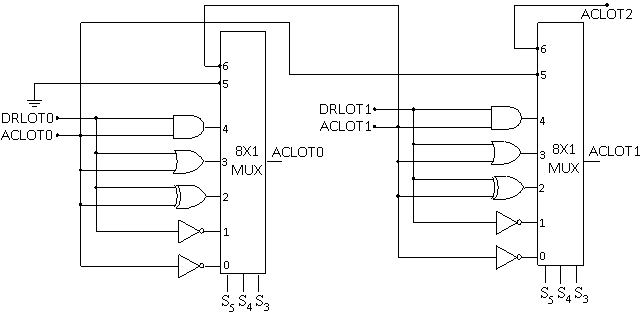 ACLOT2
6
5
DRLOT0
ACLOT0
4
3
2
1
0
8X1
MUX
ACLOT0
S5 S4 S3
6
5
DRLOT1
ACLOT1
4
3
2
1
0
8X1
MUX
ACLOT1
S5 S4 S3